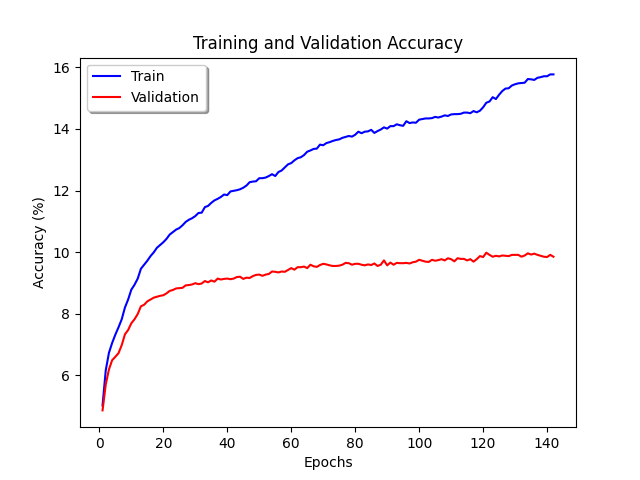 Training and Validation Accuracy
Train
Validation
Accuracy (%)
16
14
12
10
8
6
0 20 40 60 80 100 120 140
Epochs